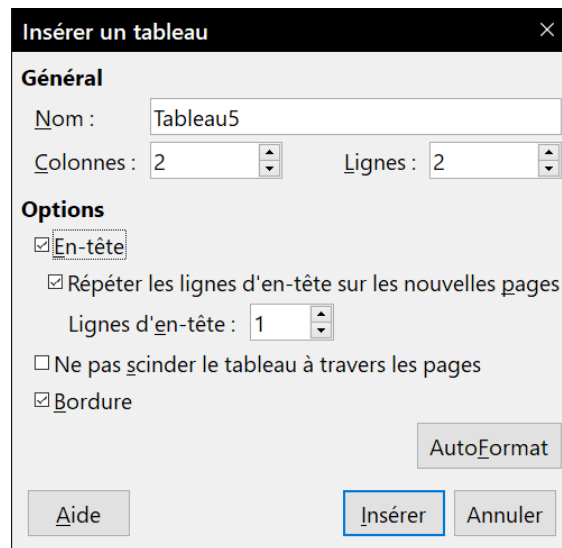 Insérer un tableau
Général
Nom : Tableau5
Colonnes : 2 Lignes : 2
Options
En-tête
Répéter les lignes d'en-tête sur les nouvelles pages
Lignes d'en-tête : 1
Ne pas scinder le tableau à travers les pages
Bordure
AutoFormat
Aide Insérer Annuler